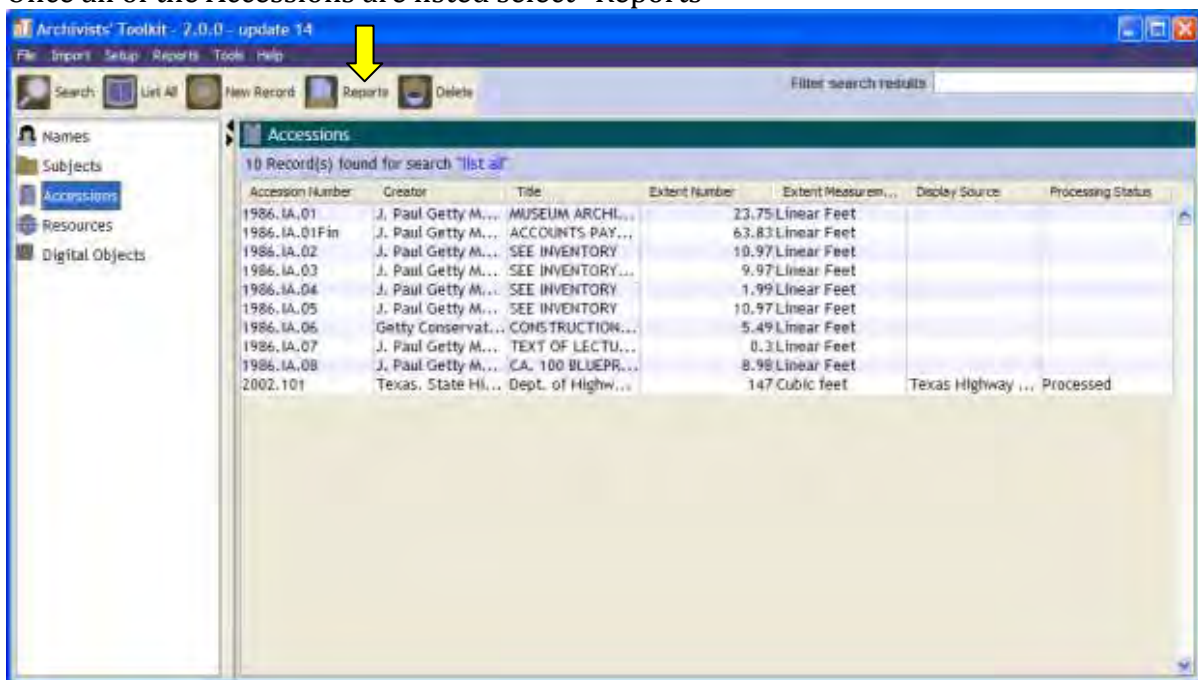 Once all of the Accessions are listed select "Reports"
Archivists' Toolkit - 2.0.0 - update 14
File Import Setup Reports Tools Help
Search List All New Record Reports Delete Filter search results
Names
Subjects
Accessions
Resources
Digital Objects
Accessions
10 Record(s) found for search "list all"
Accession Number Creator Title Extent Number Extent Measurem... Display Source Processing Status
1986.IA.01 J. Paul Getty M... MUSEUM ARCHI... 23.75 Linear Feet
1986.IA.01Fin J. Paul Getty M... ACCOUNTS PAY... 63.83 Linear Feet
1986.IA.02 J. Paul Getty M... SEE INVENTORY 10.97 Linear Feet
1986.IA.03 J. Paul Getty M... SEE INVENTORY... 9.97 Linear Feet
1986.IA.04 J. Paul Getty M... SEE INVENTORY 1.99 Linear Feet
1986.IA.05 J. Paul Getty M... SEE INVENTORY 10.97 Linear Feet
1986.IA.06 Getty Conservat... CONSTRUCTION... 5.49 Linear Feet
1986.IA.07 J. Paul Getty M... TEXT OF LECTU... 0.3 Linear Feet
1986.IA.08 J. Paul Getty M... CA. 100 BLUEPR... 8.98 Linear Feet
2002.101 Texas. State Hi... Dept. of Highw... 147 Cubic feet Texas Highway ... Processed